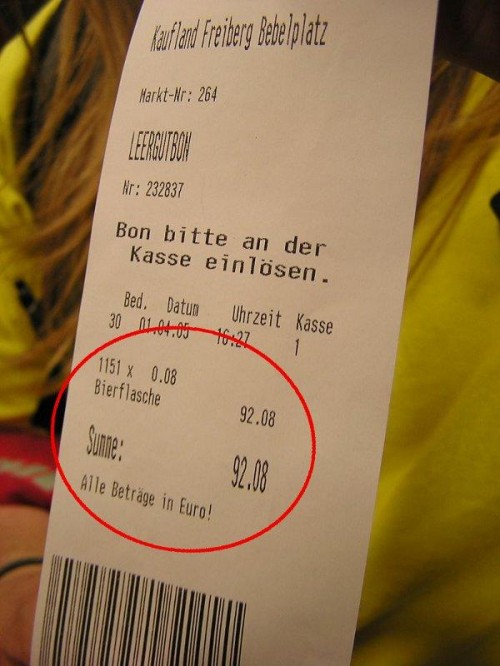 Kaufland Freiberg Bebelplatz
Markt-Nr: 264
LEERGUTBON
Nr: 232837
Bon bitte an der
Kasse einlösen.
Bed. Datum Uhrzeit Kasse
30 01.04.05 16:27 1
1151 x 0.08
Bierflasche 92.08
Summe: 92.08
Alle Beträge in Euro!